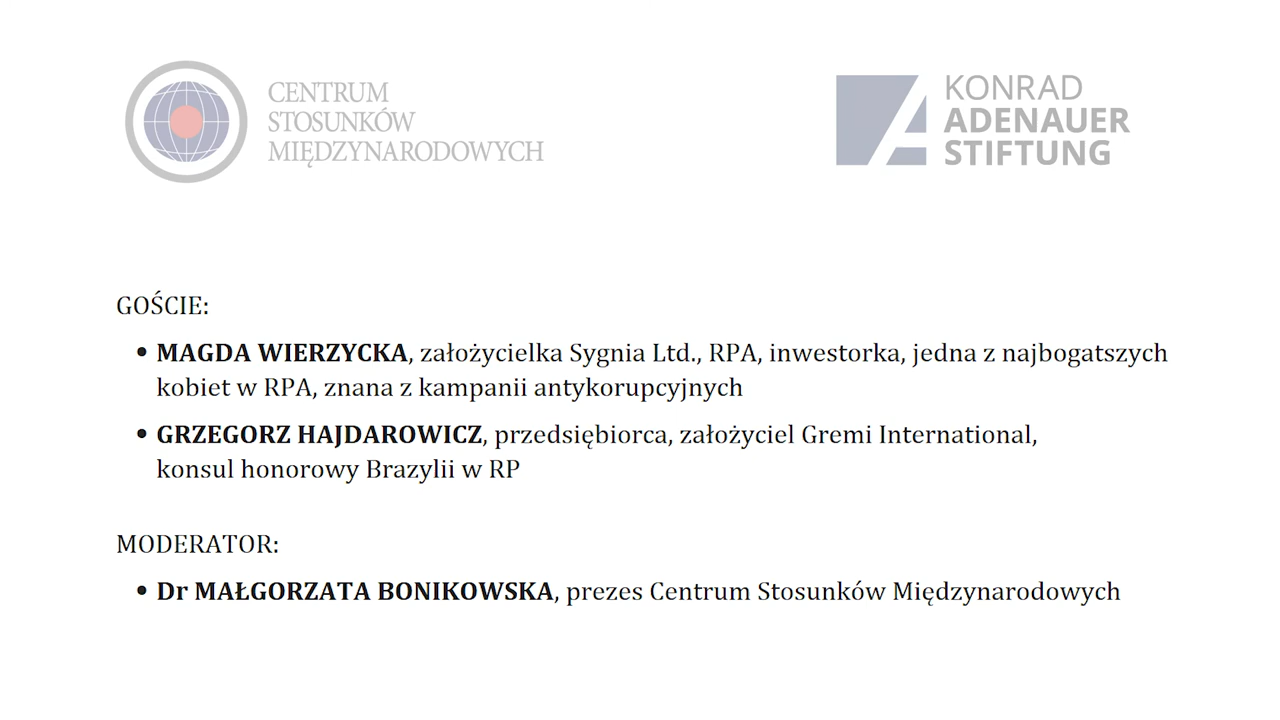 CENTRUM
STOSUNKÓW
MIĘDZYNARODOWYCH
KONRAD
ADENAUER
STIFTUNG
GOŚCIE:
• MAGDA WIERZYCKA, założycielka Sygnia Ltd., RPA, inwestorka, jedna z najbogatszych
kobiet w RPA, znana z kampanii antykorupcyjnych
• GRZEGORZ HAJDAROWICZ, przedsiębiorca, założyciel Gremi International,
konsul honorowy Brazylii w RP
MODERATOR:
• Dr MAŁGORZATA BONIKOWSKA, prezes Centrum Stosunków Międzynarodowych